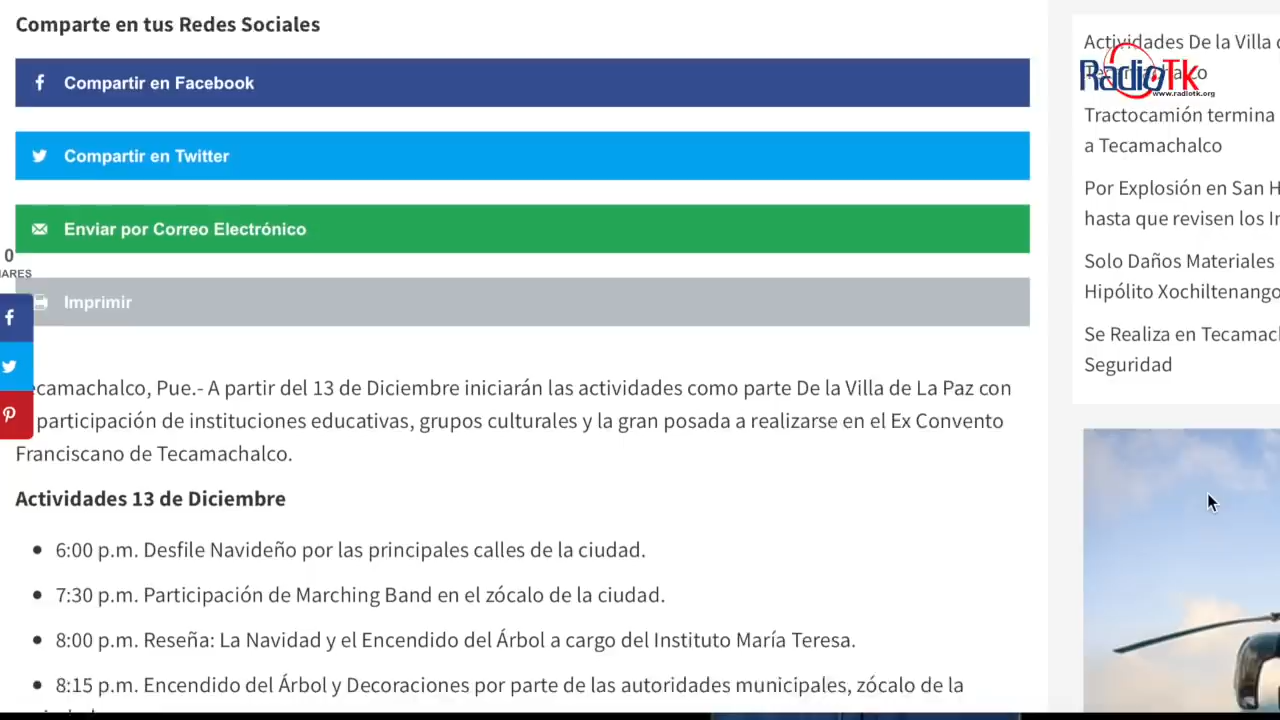 Comparte en tus Redes Sociales
Compartir en Facebook
Compartir en Twitter
Enviar por Correo Electrónico
Imprimir
0
ecamachalco, Pue.- A partir del 13 de Diciembre iniciarán las actividades como parte De la Villa de La Paz con
participación de instituciones educativas, grupos culturales y la gran posada a realizarse en el Ex Convento
Franciscano de Tecamachalco.
Actividades 13 de Diciembre
6:00 p.m. Desfile Navideño por las principales calles de la ciudad.
7:30 p.m. Participación de Marching Band en el zócalo de la ciudad.
8:00 p.m. Reseña: La Navidad y el Encendido del Árbol a cargo del Instituto María Teresa.
8:15 p.m. Encendido del Árbol y Decoraciones por parte de las autoridades municipales, zócalo de la
Actividades De la Villa
RadioTk
www.radiotk.org
Tractocamión termina
a Tecamachalco
Por Explosión en San H
hasta que revisen los
Solo Daños Materiales
Hipólito Xochiltenango
Se Realiza en Tecamac
Seguridad